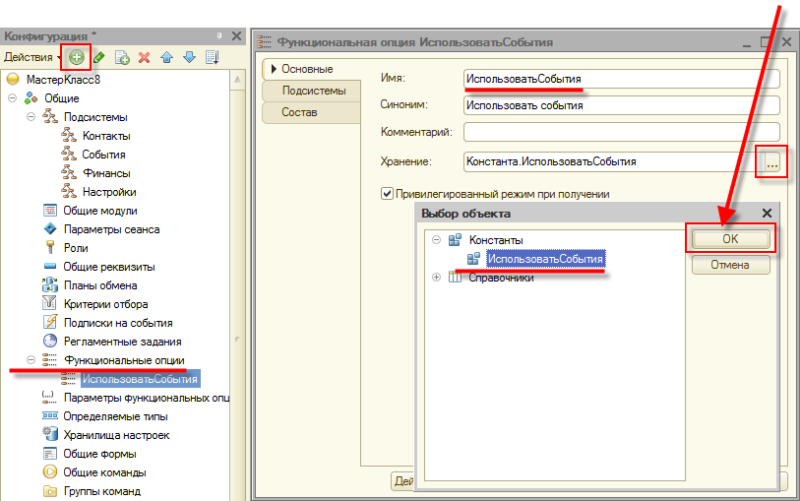 Конфигурация *
Действия
МастерКласс8
Общие
Подсистемы
Контакты
События
Финансы
Настройки
Общие модули
Параметры сеанса
Роли
Общие реквизиты
Планы обмена
Критерии отбора
Подписки на события
Регламентные задания
Функциональные опции
ИспользоватьСобытия
Параметры функциональных опц
Определяемые типы
Хранилища настроек
Общие формы
Общие команды
Группы команд
Функциональная опция ИспользоватьСобытия
Основные
Подсистемы
Состав
Имя: ИспользоватьСобытия
Синоним: Использовать события
Комментарий:
Хранение: Константа.ИспользоватьСобытия ...
Привилегированный режим при получении
Выбор объекта
Константы
ИспользоватьСобытия
Справочники
OK
Отмена
Дей